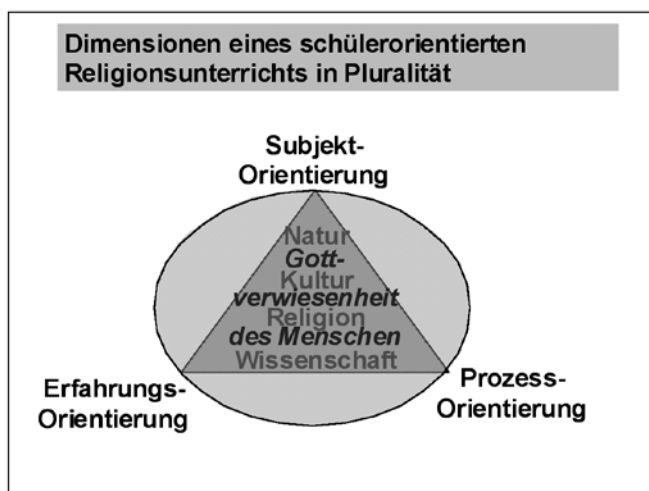 Dimensionen eines schülerorientierten
Religionsunterrichts in Pluralität
Subjekt-
Orientierung
Natur
Gott-
Kultur
verwiesenheit
Religion
des Menschen
Wissenschaft
Erfahrungs-
Orientierung
Prozess-
Orientierung